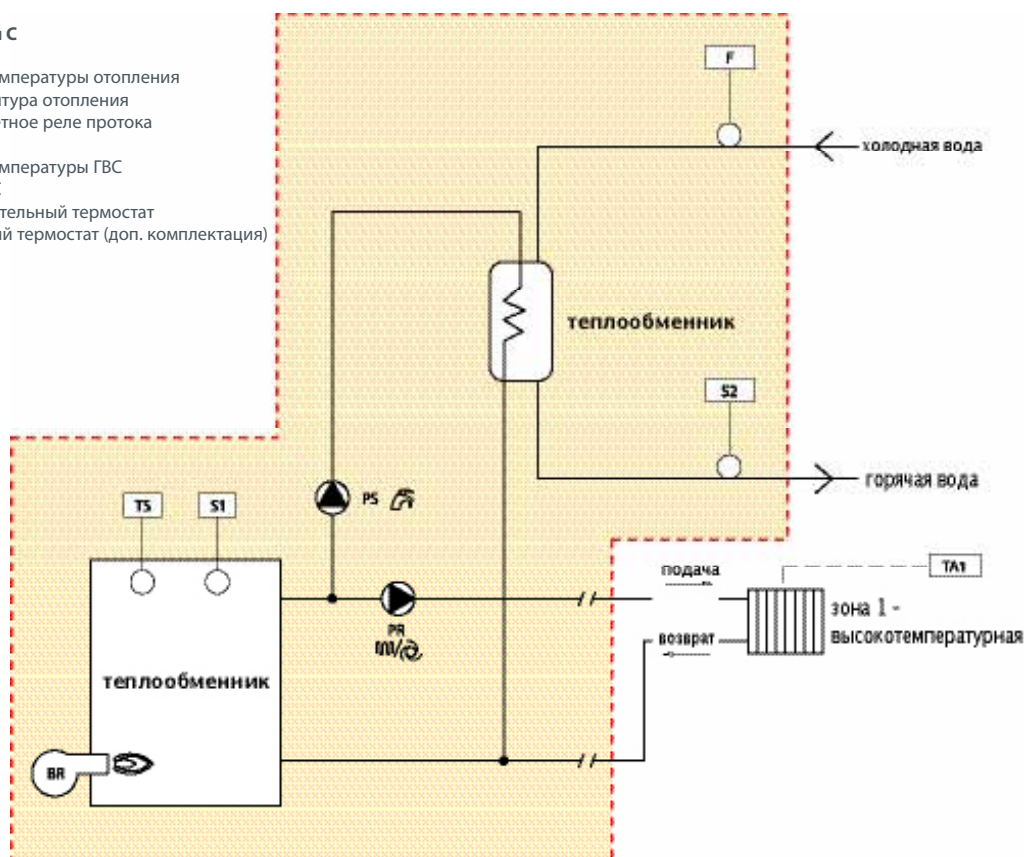 С
мпературы отопления
тура отопления
тное реле протока
мпературы ГВС
тельный термостат
ий термостат (доп. комплектация)
F
холодная вода
теплообменник
S2
горячая вода
PS
TS
S1
подача
TA1
зона 1 -
высокотемпературная
возврат
PR
теплообменник
BR